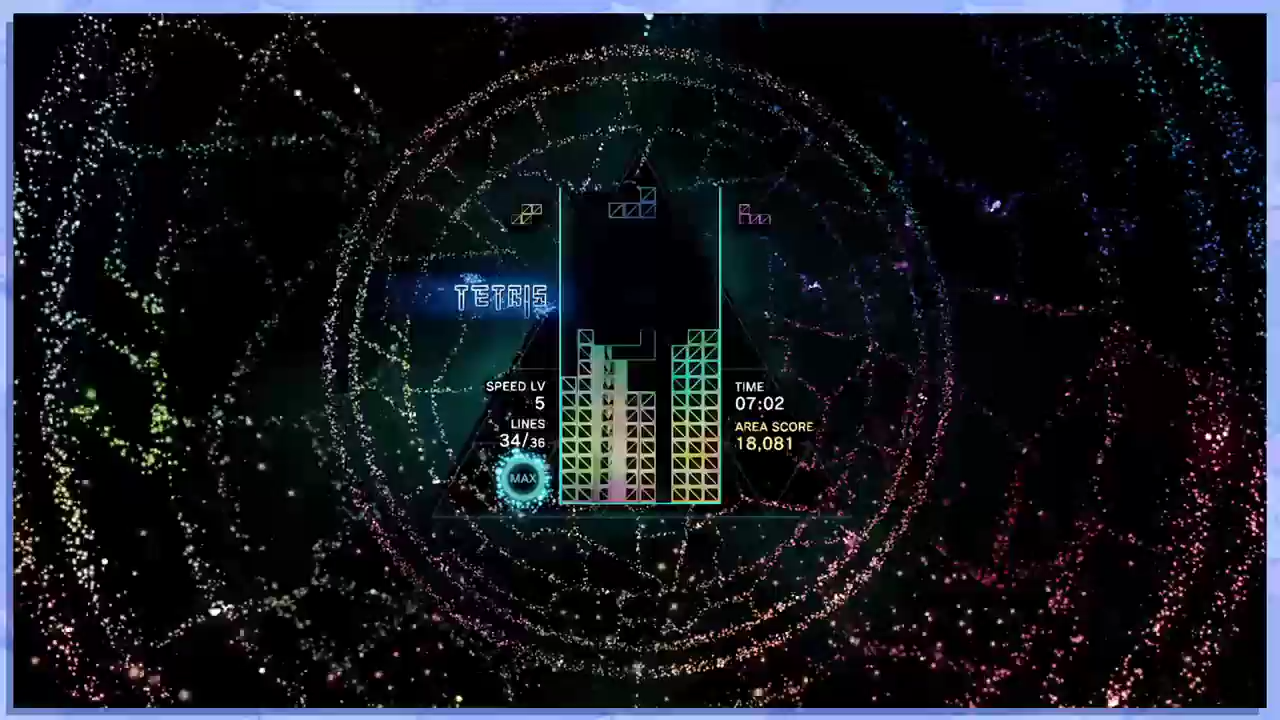 TETRIS
SPEED LV
5
LINES
34/36
MAX
TIME
07:02
AREA SCORE
18,081